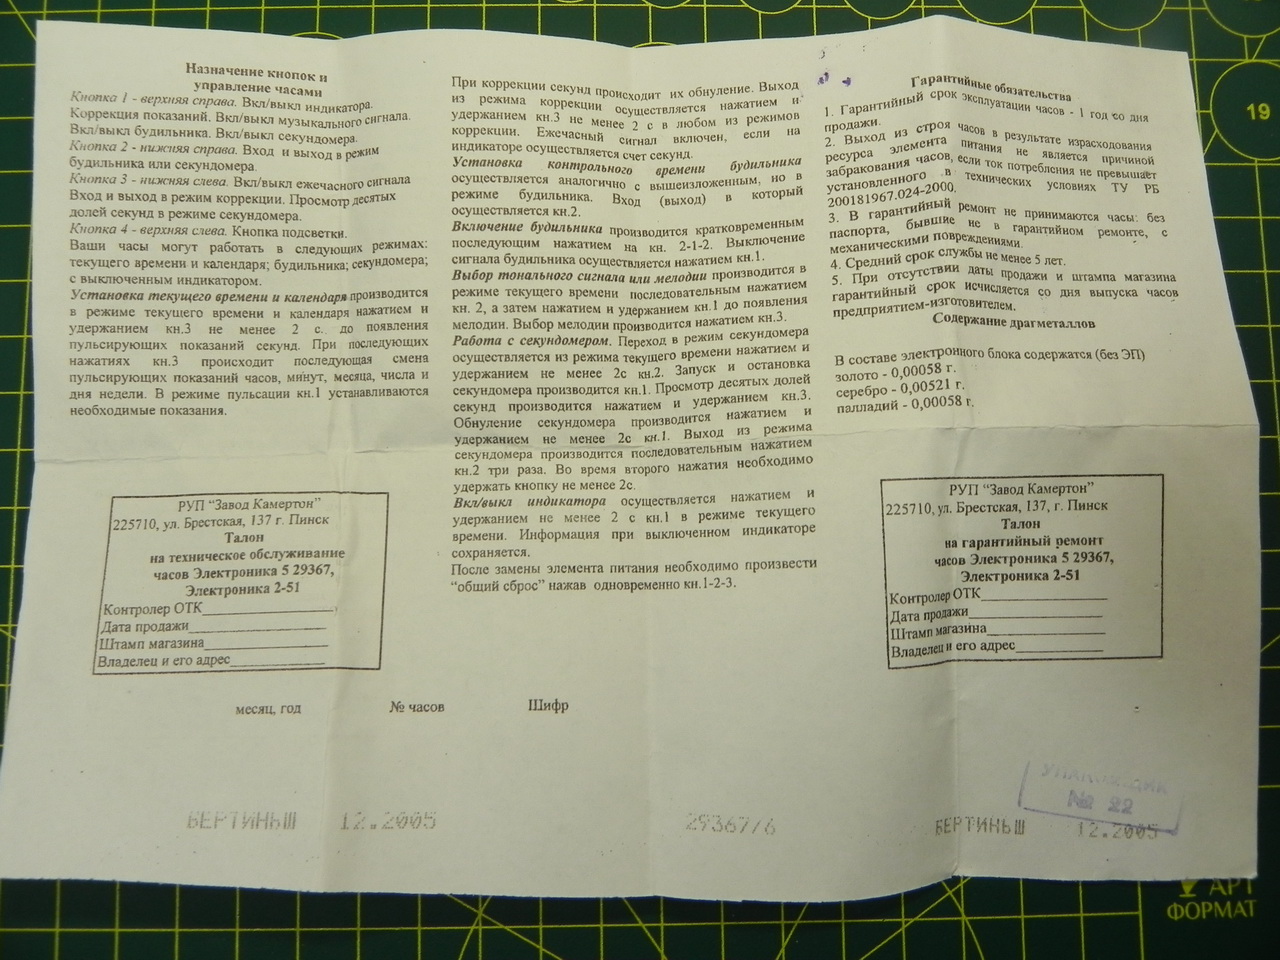 Назначение кнопок и
управление часами
Кнопка 1 - верхняя справа. Вкл/выкл индикатора.
Коррекция показаний. Вкл/выкл музыкального сигнала.
Вкл/выкл будильника. Вкл/выкл секундомера.
Кнопка 2 - нижняя справа. Вход и выход в режим
будильника или секундомера.
Кнопка 3 - нижняя слева. Вкл/выкл ежечасного сигнала
Вход и выход в режим коррекции. Просмотр десятых
долей секунд в режиме секундомера.
Кнопка 4 - верхняя слева. Кнопка подсветки.
Ваши часы могут работать в следующих режимах:
текущего времени и календаря; будильника; секундомера;
с выключенным индикатором.
Установка текущего времени и календаря производится
в режиме текущего времени и календаря нажатием и
удержанием кн.3 не менее 2 с. до появления
пульсирующих показаний секунд. При последующих
нажатиях кн.3 происходит последующая смена
пульсирующих показаний часов, минут, месяца, числа и
дня недели. В режиме пульсации кн.1 устанавливаются
необходимые показания.
РУП “Завод Камертон”
225710, ул. Брестская, 137 г. Пинск
Талон
на техническое обслуживание
часов Электроника 5 29367,
Электроника 2-51
Контролер ОТК
Дата продажи
Штамп магазина
Владелец и его адрес
При коррекции секунд происходит их обнуление. Выход
из режима коррекции осуществляется нажатием и
удержанием кн.3 не менее 2 с в любом из режимов
коррекции. Ежечасный сигнал включен, если на
индикаторе осуществляется счет секунд.
Установка контрольного времени будильника
осуществляется аналогично с вышеизложенным, но в
режиме будильника. Вход (выход) в который
осуществляется кн.2.
Включение будильника производится кратковременным
последующим нажатием на кн. 2-1-2. Выключение
сигнала будильника осуществляется нажатием кн.1.
Выбор тонального сигнала или мелодии производится в
режиме текущего времени последовательным нажатием
кн. 2, а затем нажатием и удержанием кн.1 до появления
мелодии. Выбор мелодии производится нажатием кн.3.
Работа с секундомером. Переход в режим секундомера
осуществляется из режима текущего времени нажатием и
удержанием не менее 2с кн.2. Запуск и остановка
секундомера производится кн.1. Просмотр десятых долей
секунд производится нажатием и удержанием кн.3.
Обнуление секундомера производится нажатием и
удержанием не менее 2с кн.1. Выход из режима
секундомера производится последовательным нажатием
кн.2 три раза. Во время второго нажатия необходимо
удержать кнопку не менее 2с.
Вкл/выкл индикатора осуществляется нажатием и
удержанием не менее 2 с кн.1 в режиме текущего
времени. Информация при выключенном индикаторе
сохраняется.
После замены элемента питания необходимо произвести
“общий сброс” нажав одновременно кн.1-2-3.
Гарантийные обязательства
1. Гарантийный срок эксплуатации часов - 1 год со дня
продажи.
2. Выход из строя часов в результате израсходования
ресурса элемента питания не является причиной
забракования часов, если ток потребления не превышает
установленного в технических условиях ТУ РБ
200181967.024-2000.
3. В гарантийный ремонт не принимаются часы: без
паспорта, бывшие не в гарантийном ремонте, с
механическими повреждениями.
4. Средний срок службы не менее 5 лет.
5. При отсутствии даты продажи и штампа магазина
гарантийный срок исчисляется со дня выпуска часов
предприятием-изготовителем.
Содержание драгметаллов
В составе электронного блока содержатся (без ЭП)
золото - 0,00058 г.
серебро - 0,00521 г.
палладий - 0,00058 г.
РУП “Завод Камертон”
225710, ул. Брестская, 137, г. Пинск
Талон
на гарантийный ремонт
часов Электроника 5 29367,
Электроника 2-51
Контролер ОТК
Дата продажи
Штамп магазина
Владелец и его адрес
месяц, год № часов Шифр
УПАКОВЩИК
№ 22
БЕРТИНЫШ 12.2005 29367/6 БЕРТИНЫШ 12.2005
19
АРТ
ФОРМАТ